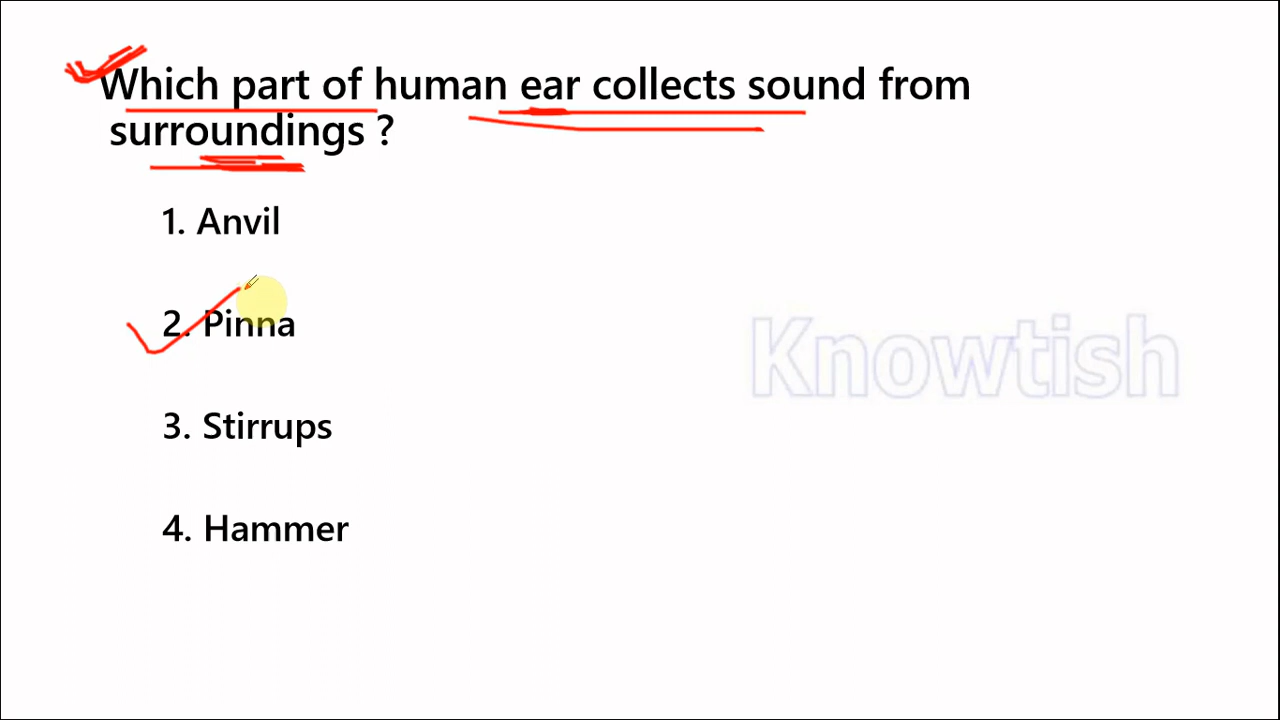 Which part of human ear collects sound from
surroundings ?
1. Anvil
2. Pinna
Knowtish
3. Stirrups
4. Hammer